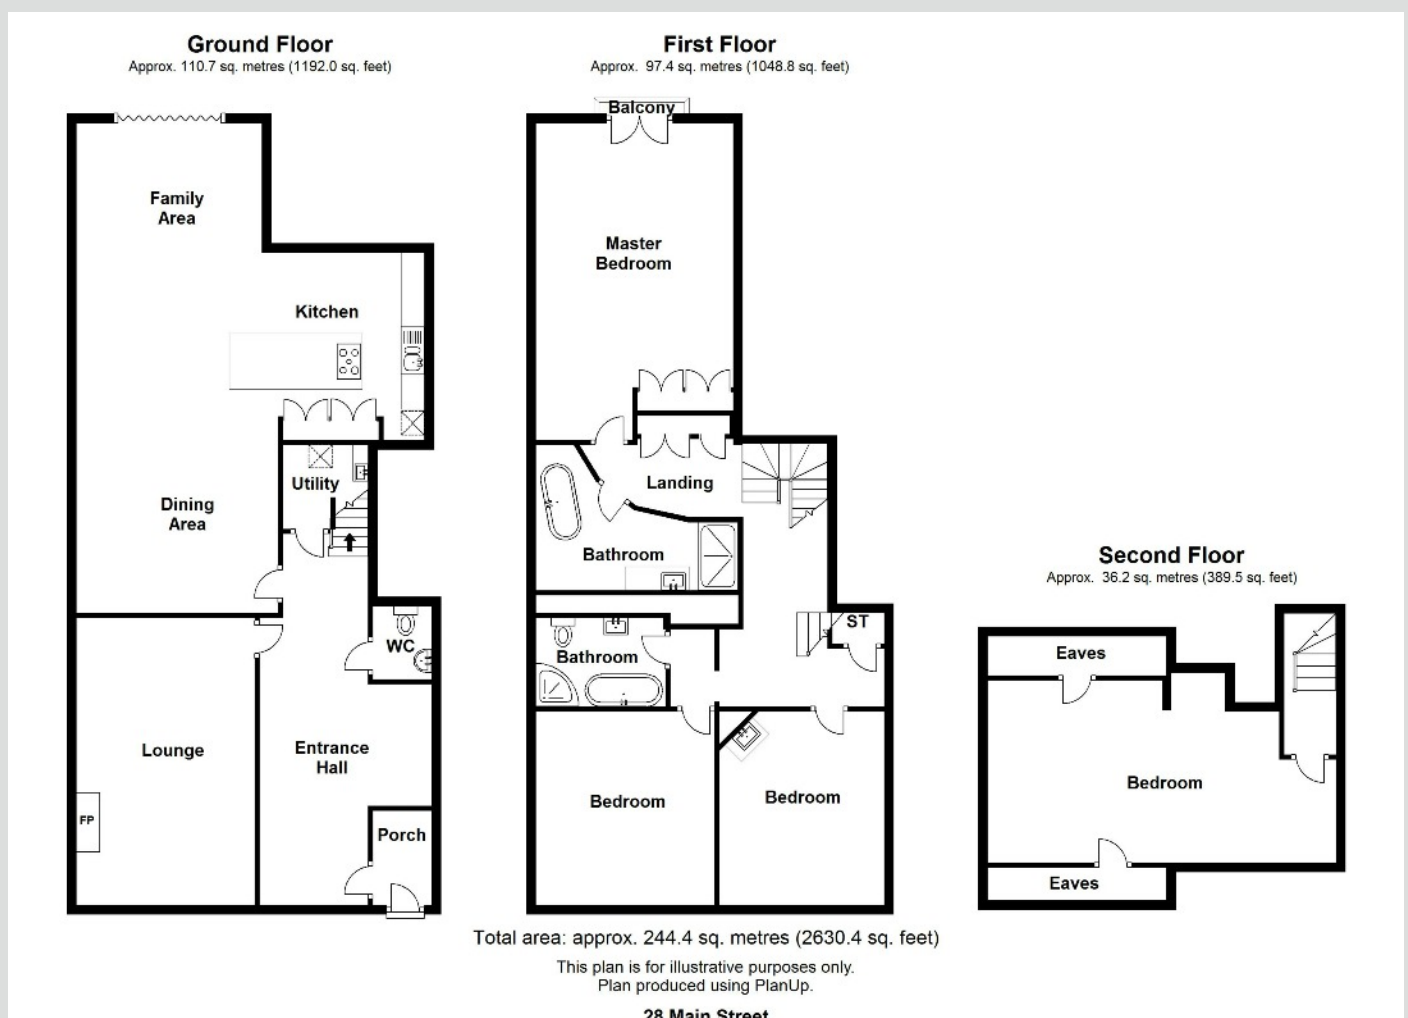 Ground Floor
Approx. 110.7 sq. metres (1192.0 sq. feet)
Family
Area
Kitchen
Utility
Dining
Area
WC
Lounge
Entrance
Hall
FP
Porch
First Floor
Approx. 97.4 sq. metres (1048.8 sq. feet)
Balcony
Master
Bedroom
Landing
Bathroom
ST
Bathroom
Bedroom
Bedroom
Second Floor
Approx. 36.2 sq. metres (389.5 sq. feet)
Eaves
Bedroom
Eaves
Total area: approx. 244.4 sq. metres (2630.4 sq. feet)
This plan is for illustrative purposes only.
Plan produced using PlanUp.
28 Main Street